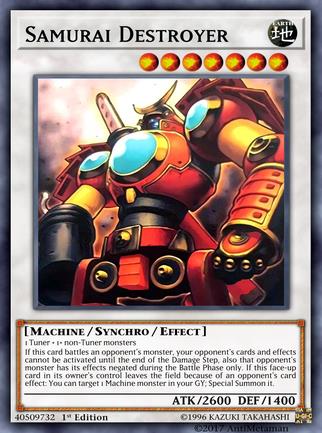 SAMURAI DESTROYER
EARTH
地
[MACHINE / SYNCHRO / EFFECT]
1 Tuner + 1+ non-Tuner monsters
If this card battles an opponent's monster, your opponent's cards and effects
cannot be activated until the end of the Damage Step, also that opponent's
monster has its effects negated during the Battle Phase only. If this face-up
card in its owner's control leaves the field because of an opponent's card
effect: You can target 1 Machine monster in your GY; Special Summon it.
ATK/2600 DEF/1400
40509732 1st Edition ©1996 KAZUKI TAKAHASHI
©2017 AntiMetaman